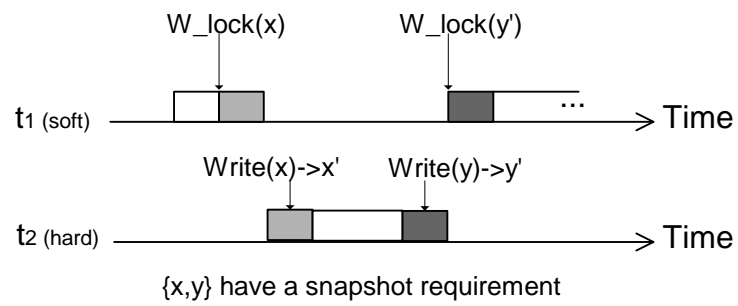 W_lock(x) W_lock(y')
...
t1 (soft) Time
Write(x)->x' Write(y)->y'
t2 (hard) Time
{x,y} have a snapshot requirement